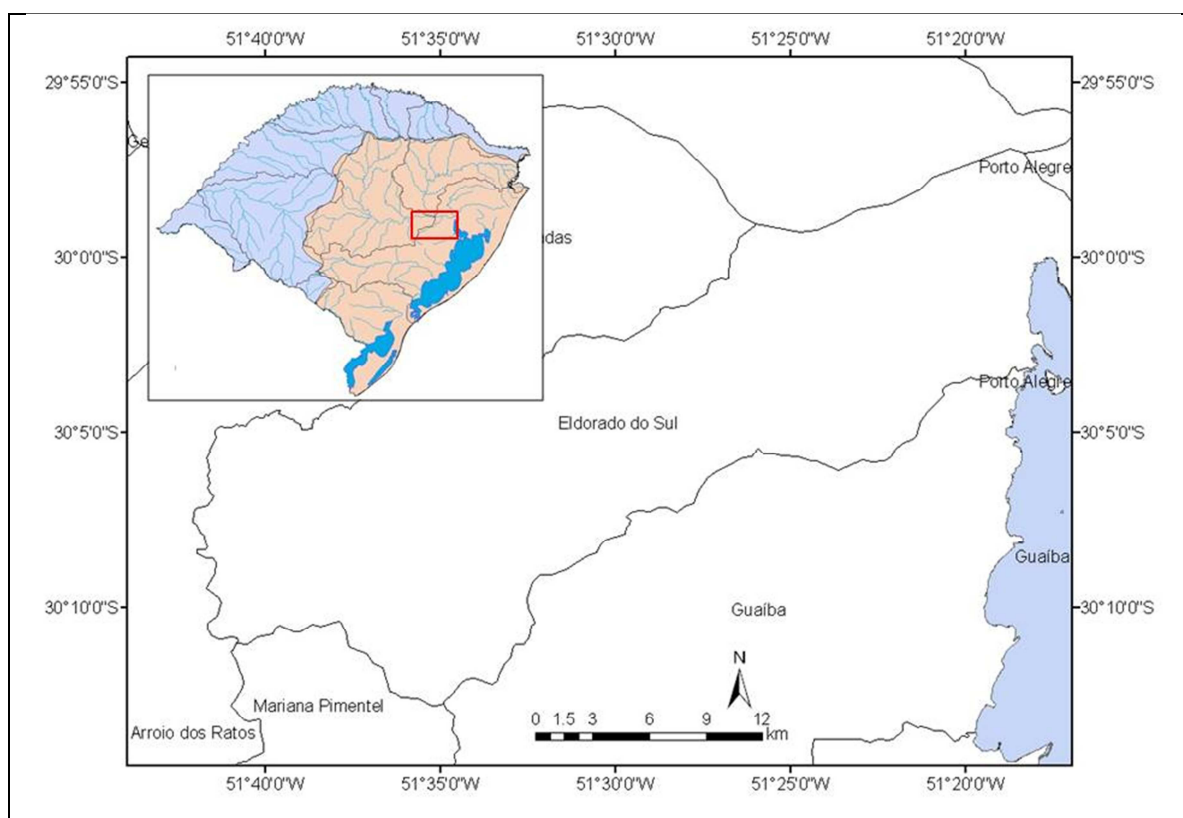 51°40'0"W 51°35'0"W 51°30'0"W 51°25'0"W 51°20'0"W
29°55'0"S 29°55'0"S
Ge
Porto Alegre
ndas
30°0'0"S 30°0'0"S
Porto Alegre
Eldorado do Sul
30°5'0"S 30°5'0"S
Guaíba
30°10'0"S Guaíba 30°10'0"S
N
Mariana Pimentel
0 1.5 3 6 9 12
km
Arroio dos Ratos
51°40'0"W 51°35'0"W 51°30'0"W 51°25'0"W 51°20'0"W